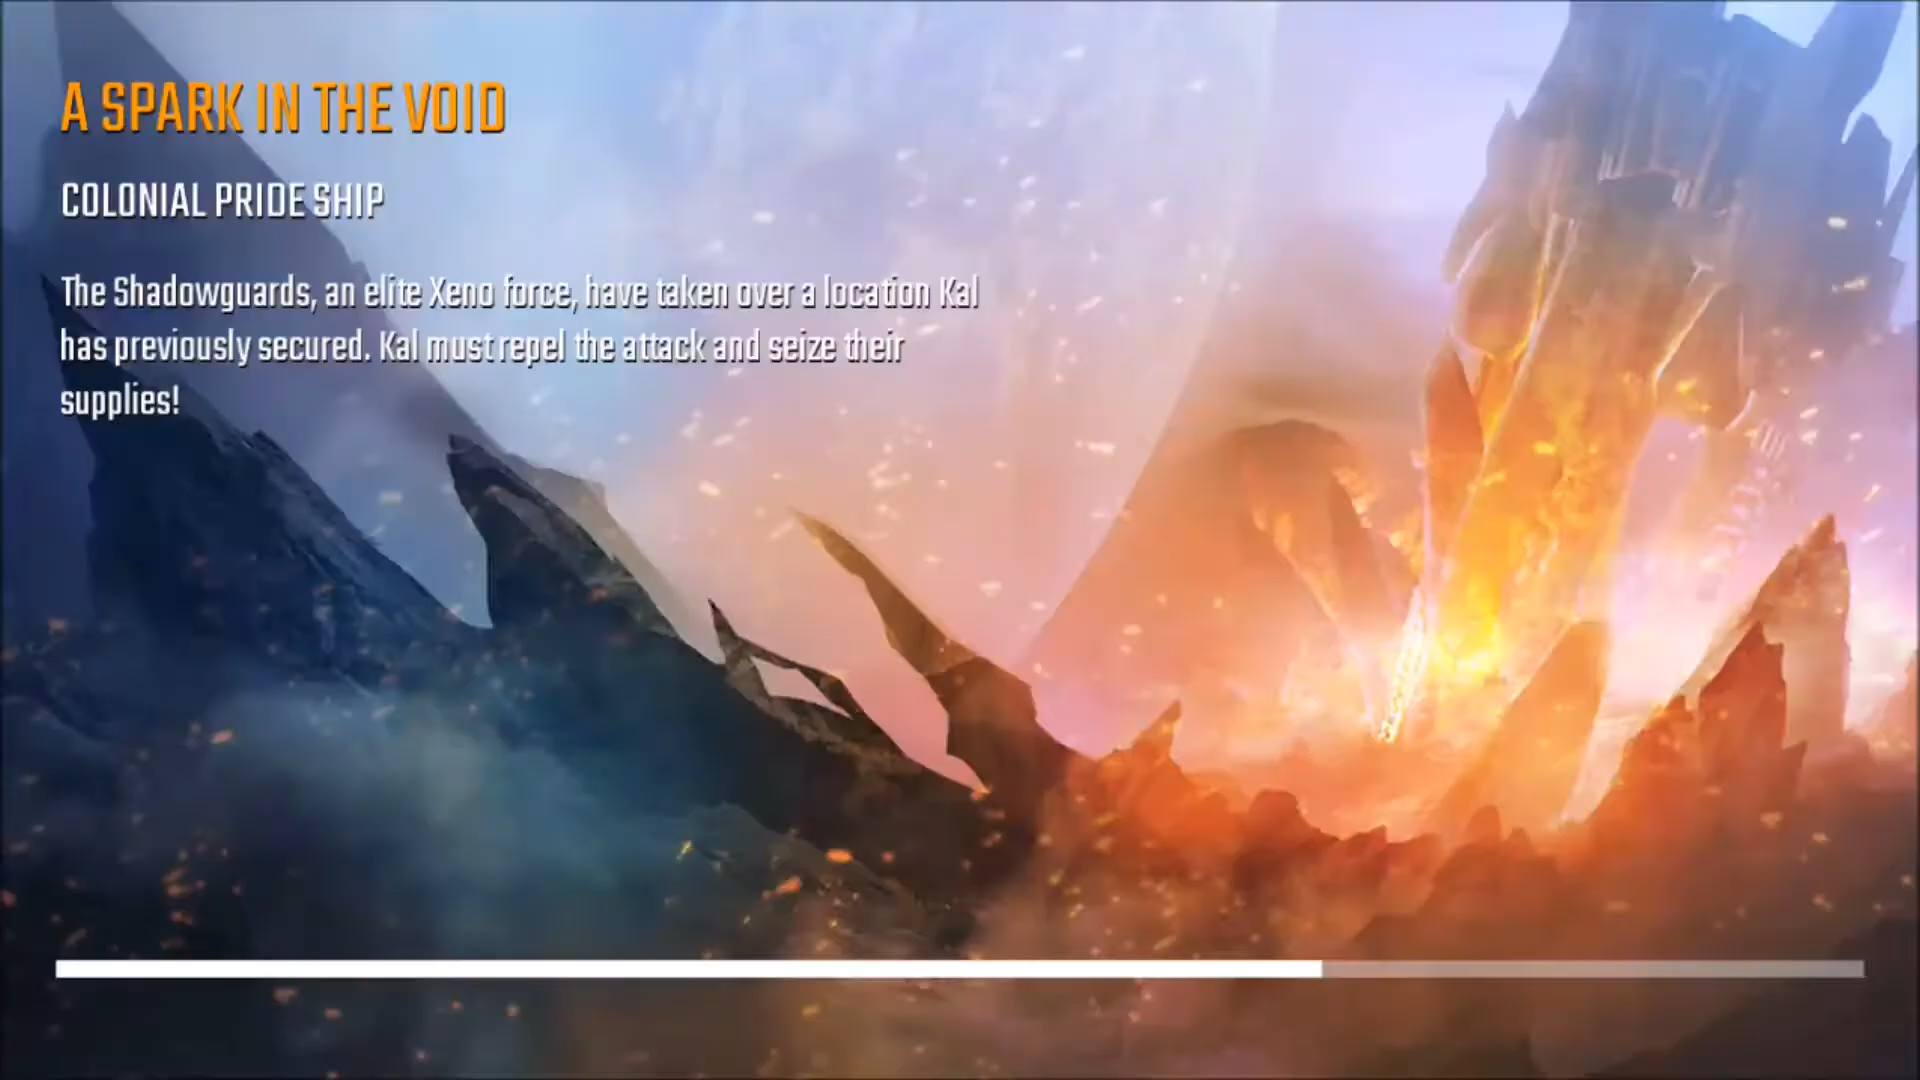 A SPARK IN THE VOID
COLONIAL PRIDE SHIP
The Shadowguards, an elite Xeno force, have taken over a location Kal
has previously secured. Kal must repel the attack and seize their
supplies!